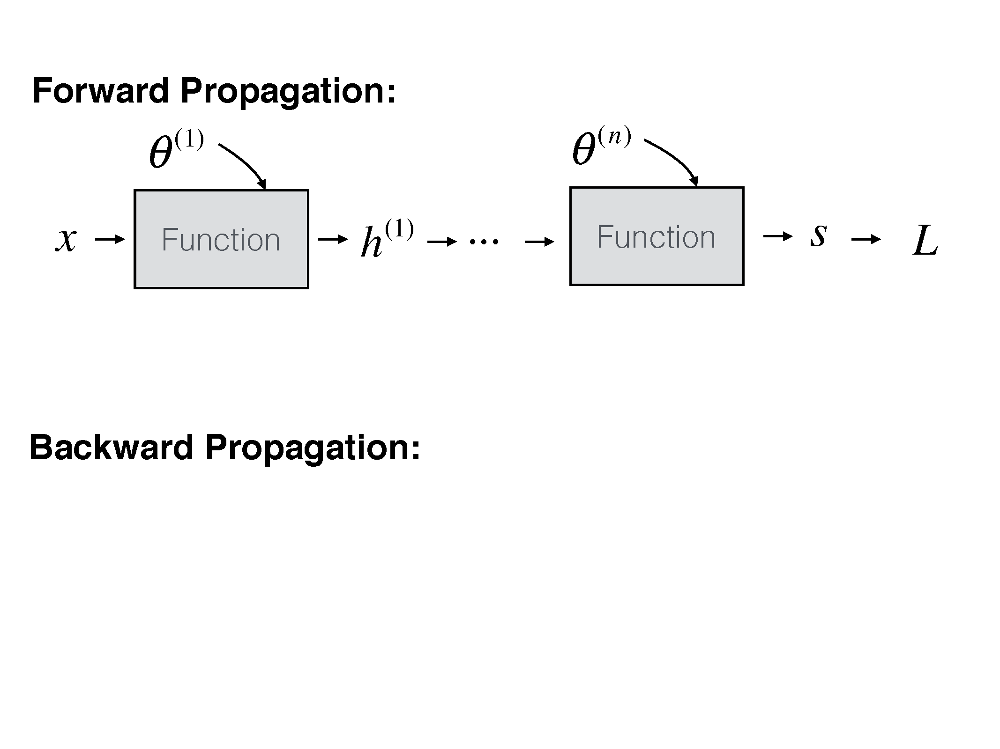 Forward Propagation:
θ^(1) θ^(n)
x → Function → h^(1) → ··· → Function → s → L
Backward Propagation: